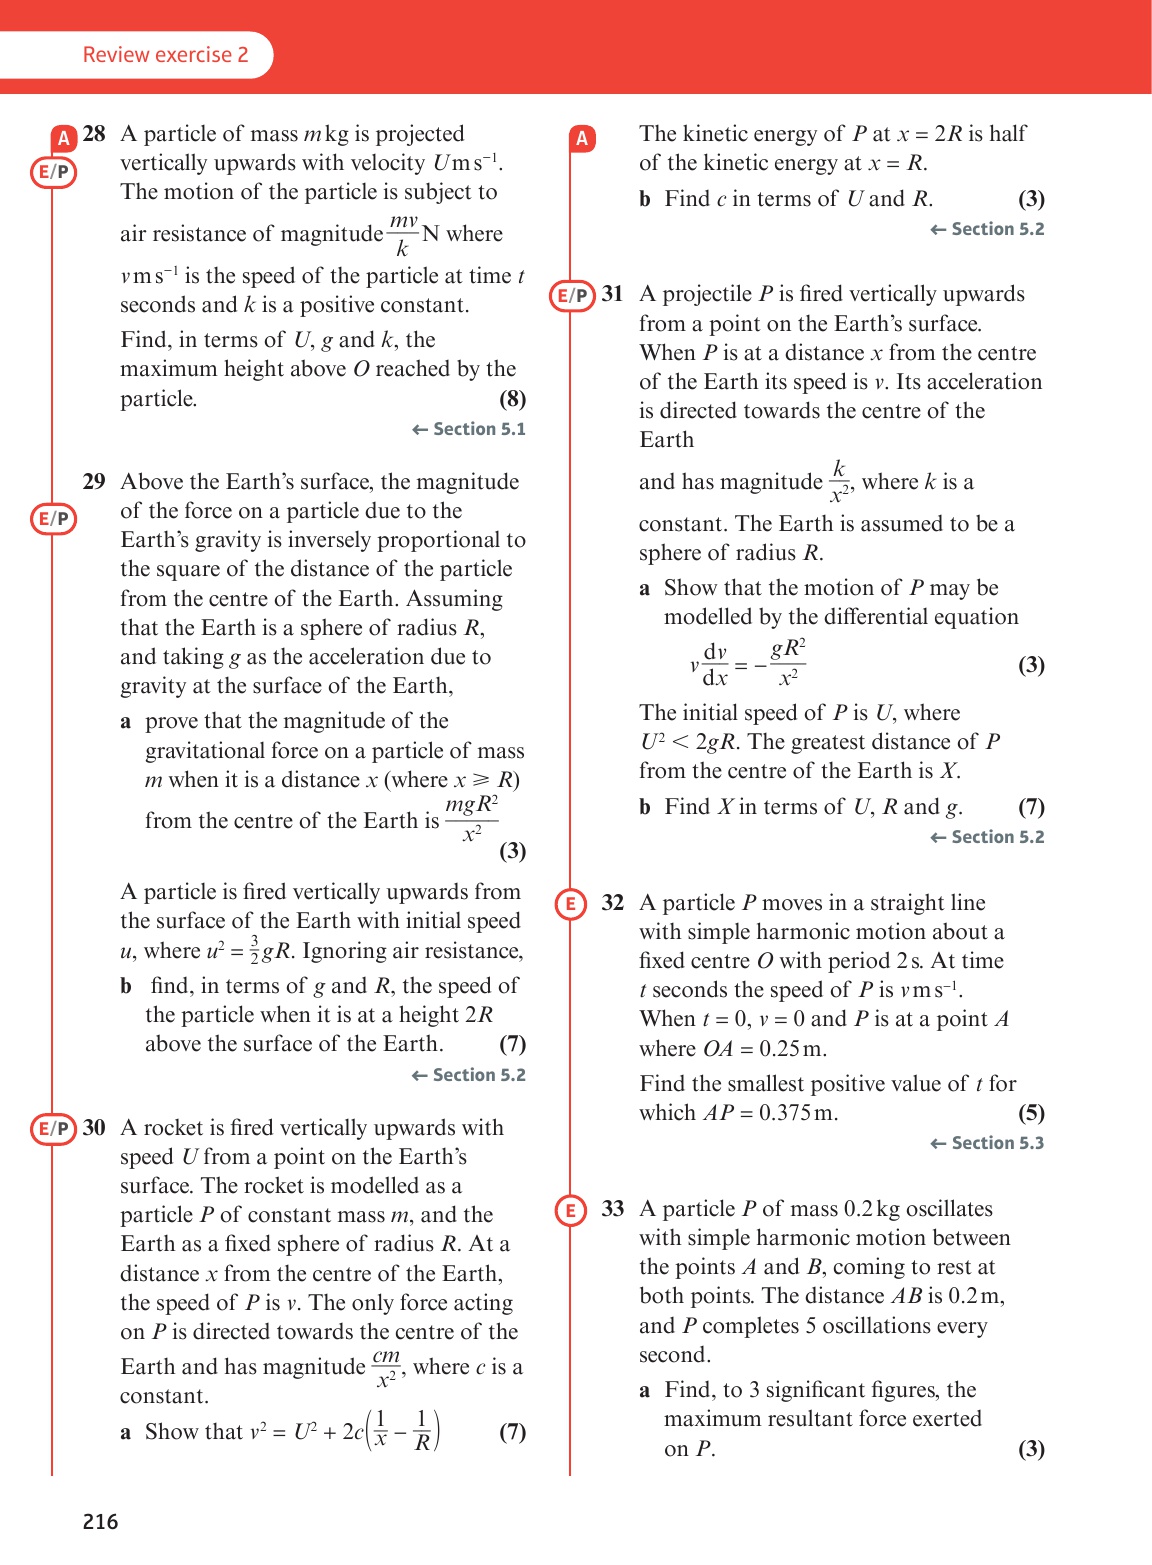 Review exercise 2
A
E/P
28 A particle of mass m kg is projected
vertically upwards with velocity U m s⁻¹.
The motion of the particle is subject to
air resistance of magnitude mv/k N where
v m s⁻¹ is the speed of the particle at time t
seconds and k is a positive constant.
Find, in terms of U, g and k, the
maximum height above O reached by the
particle. (8)
← Section 5.1
E/P
29 Above the Earth’s surface, the magnitude
of the force on a particle due to the
Earth’s gravity is inversely proportional to
the square of the distance of the particle
from the centre of the Earth. Assuming
that the Earth is a sphere of radius R,
and taking g as the acceleration due to
gravity at the surface of the Earth,
a prove that the magnitude of the
gravitational force on a particle of mass
m when it is a distance x (where x ⩾ R)
from the centre of the Earth is mgR²/x²
(3)
A particle is fired vertically upwards from
the surface of the Earth with initial speed
u, where u² = 3/2 gR. Ignoring air resistance,
b find, in terms of g and R, the speed of
the particle when it is at a height 2R
above the surface of the Earth. (7)
← Section 5.2
E/P
30 A rocket is fired vertically upwards with
speed U from a point on the Earth’s
surface. The rocket is modelled as a
particle P of constant mass m, and the
Earth as a fixed sphere of radius R. At a
distance x from the centre of the Earth,
the speed of P is v. The only force acting
on P is directed towards the centre of the
Earth and has magnitude cm/x², where c is a
constant.
a Show that v² = U² + 2c(1/x − 1/R) (7)
A
The kinetic energy of P at x = 2R is half
of the kinetic energy at x = R.
b Find c in terms of U and R. (3)
← Section 5.2
E/P
31 A projectile P is fired vertically upwards
from a point on the Earth’s surface.
When P is at a distance x from the centre
of the Earth its speed is v. Its acceleration
is directed towards the centre of the
Earth
and has magnitude k/x², where k is a
constant. The Earth is assumed to be a
sphere of radius R.
a Show that the motion of P may be
modelled by the differential equation
v dv/dx = −gR²/x² (3)
The initial speed of P is U, where
U² < 2gR. The greatest distance of P
from the centre of the Earth is X.
b Find X in terms of U, R and g. (7)
← Section 5.2
E
32 A particle P moves in a straight line
with simple harmonic motion about a
fixed centre O with period 2 s. At time
t seconds the speed of P is v m s⁻¹.
When t = 0, v = 0 and P is at a point A
where OA = 0.25 m.
Find the smallest positive value of t for
which AP = 0.375 m. (5)
← Section 5.3
E
33 A particle P of mass 0.2 kg oscillates
with simple harmonic motion between
the points A and B, coming to rest at
both points. The distance AB is 0.2 m,
and P completes 5 oscillations every
second.
a Find, to 3 significant figures, the
maximum resultant force exerted
on P. (3)
216